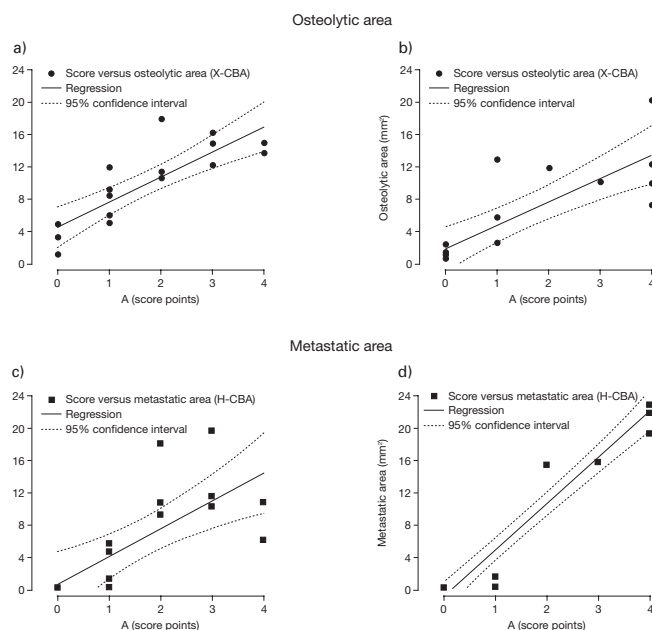 Osteolytic area
a)
24
20
16
12
8
4
0
Score versus osteolytic area (X-CBA)
Regression
95% confidence interval
0 1 2 3 4
A (score points)
b)
Osteolytic area (mm²)
24
20
16
12
8
4
0
Score versus osteolytic area (X-CBA)
Regression
95% confidence interval
0 1 2 3 4
A (score points)
Metastatic area
c)
24
20
16
12
8
4
0
Score versus metastatic area (H-CBA)
Regression
95% confidence interval
0 1 2 3 4
A (score points)
d)
Metastatic area (mm²)
24
20
16
12
8
4
0
Score versus metastatic area (H-CBA)
Regression
95% confidence interval
0 1 2 3 4
A (score points)